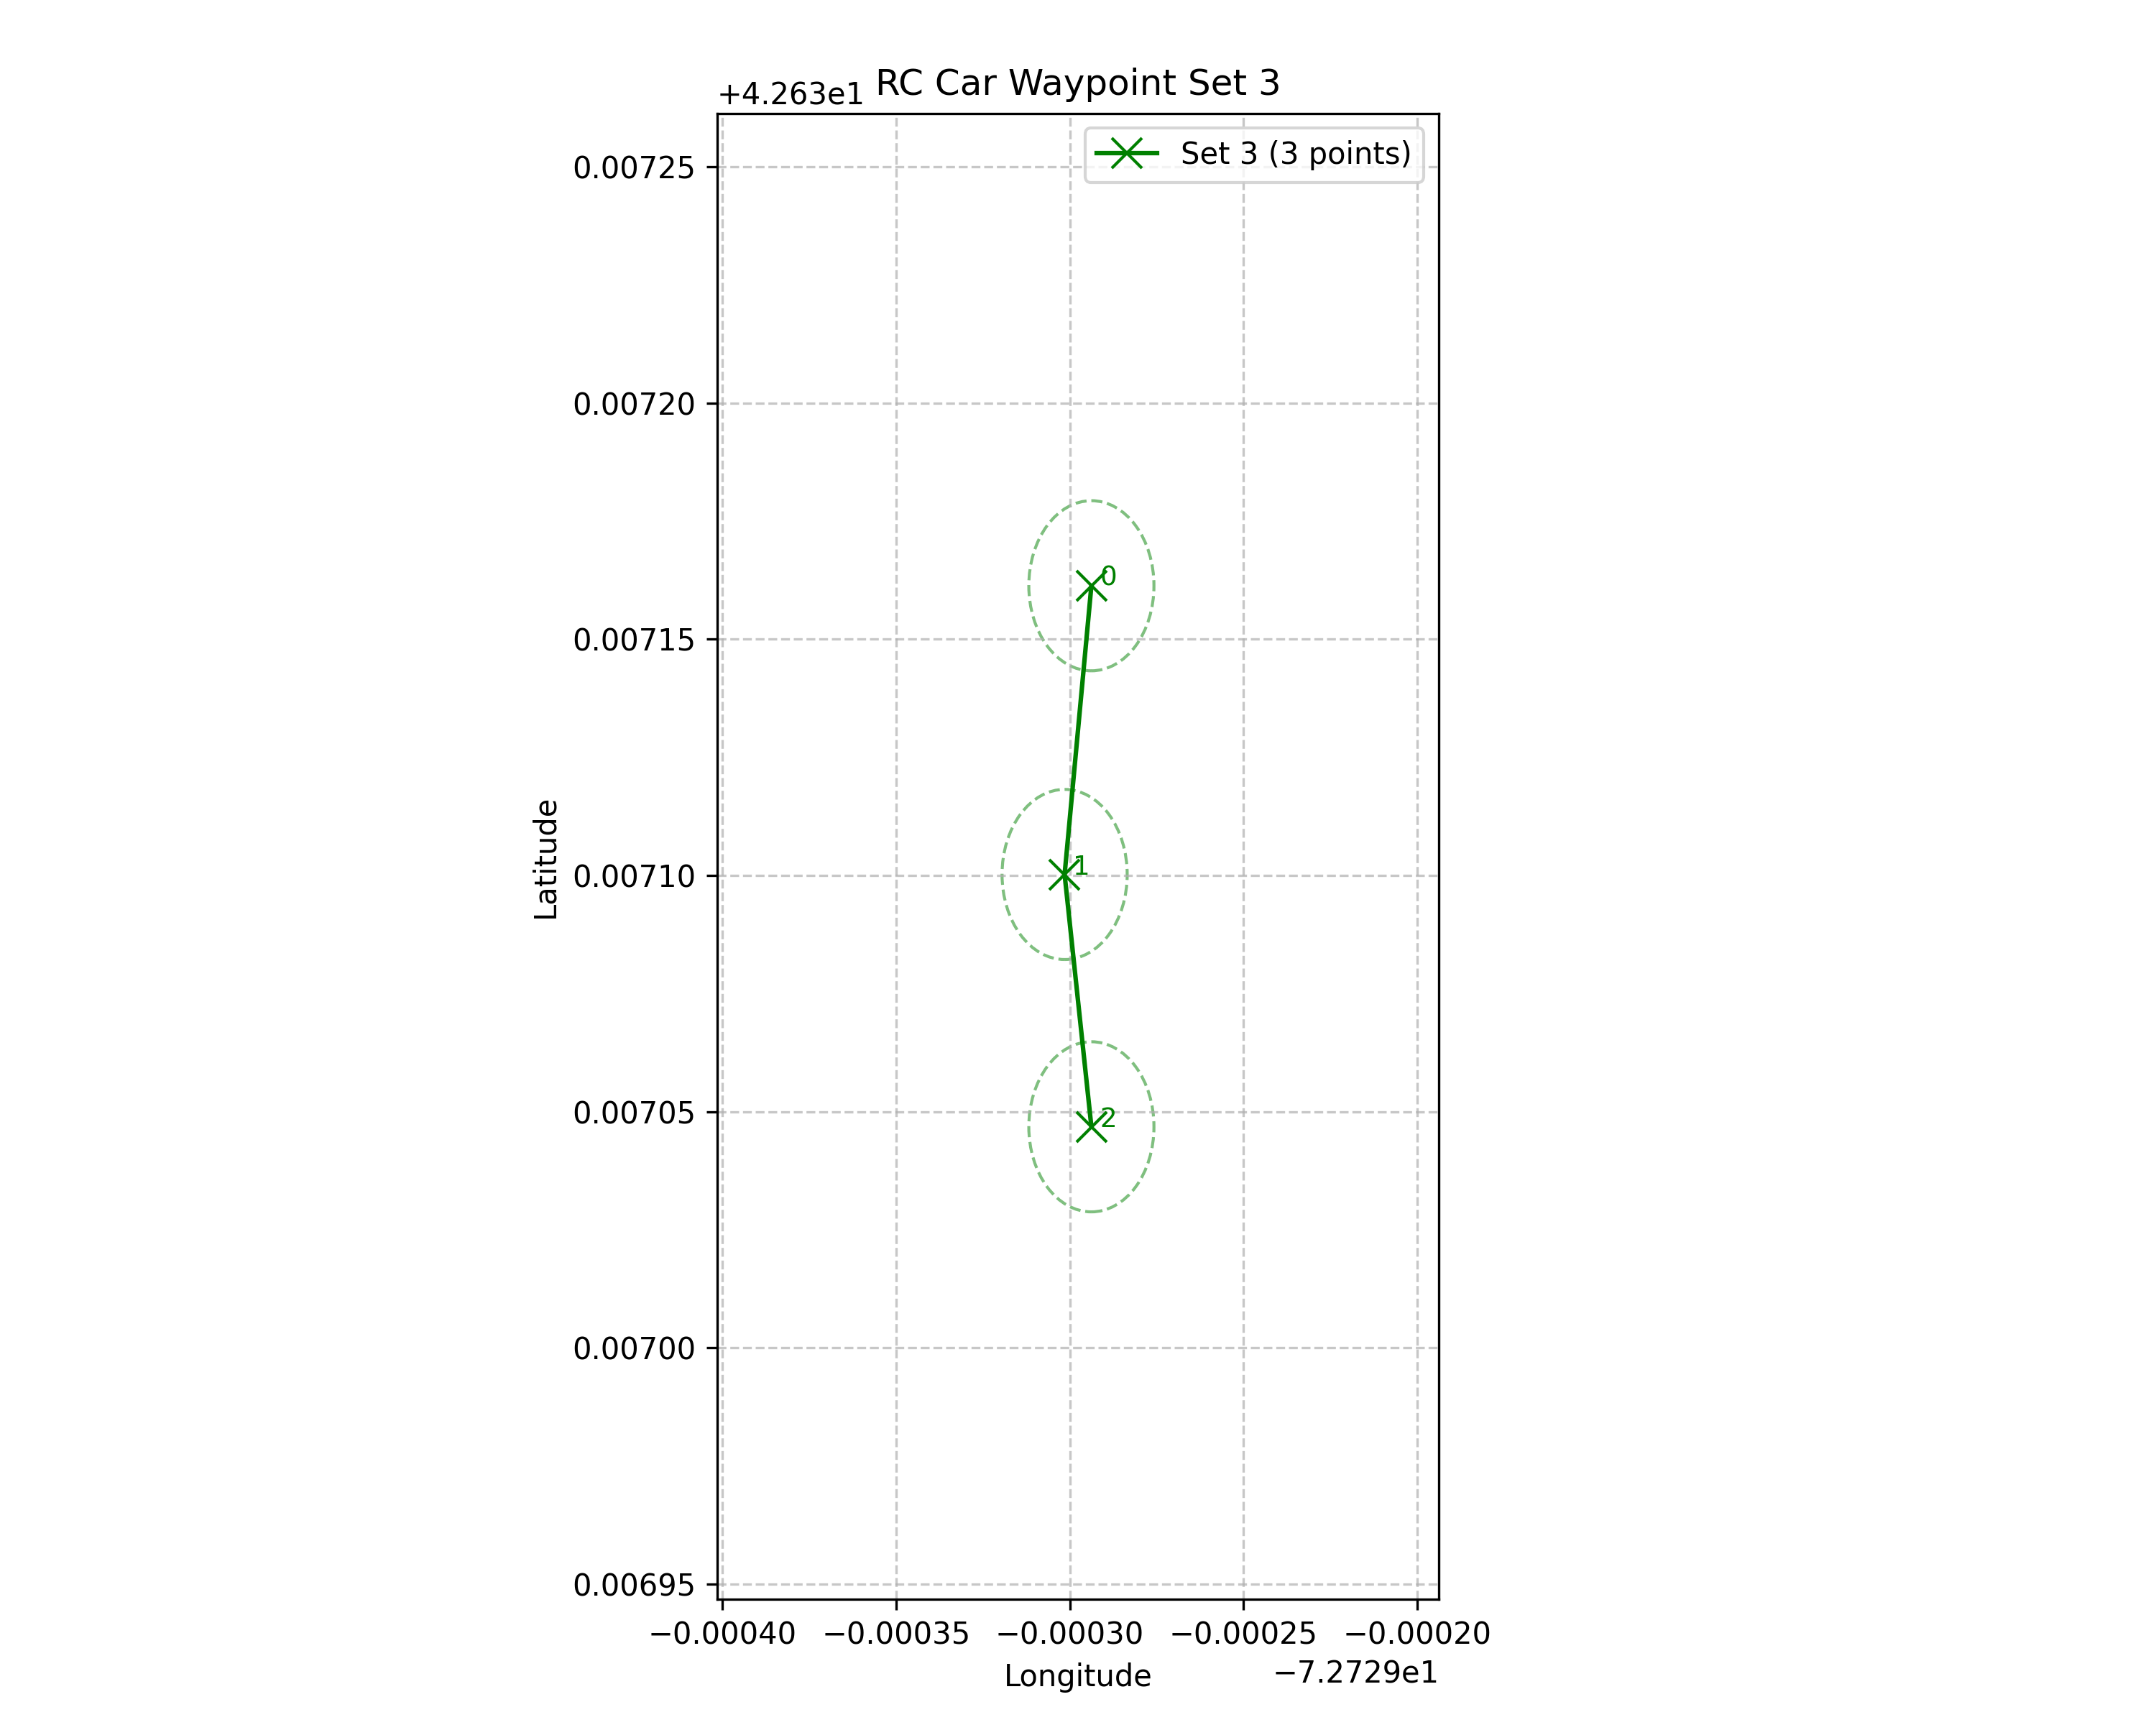 RC Car Waypoint Set 3
+4.263e1
Set 3 (3 points)
0.00725
0.00720
0.00715
0.00710
0.00705
0.00700
0.00695
Latitude
0
1
2
−0.00040 −0.00035 −0.00030 −0.00025 −0.00020
Longitude
−7.2729e1